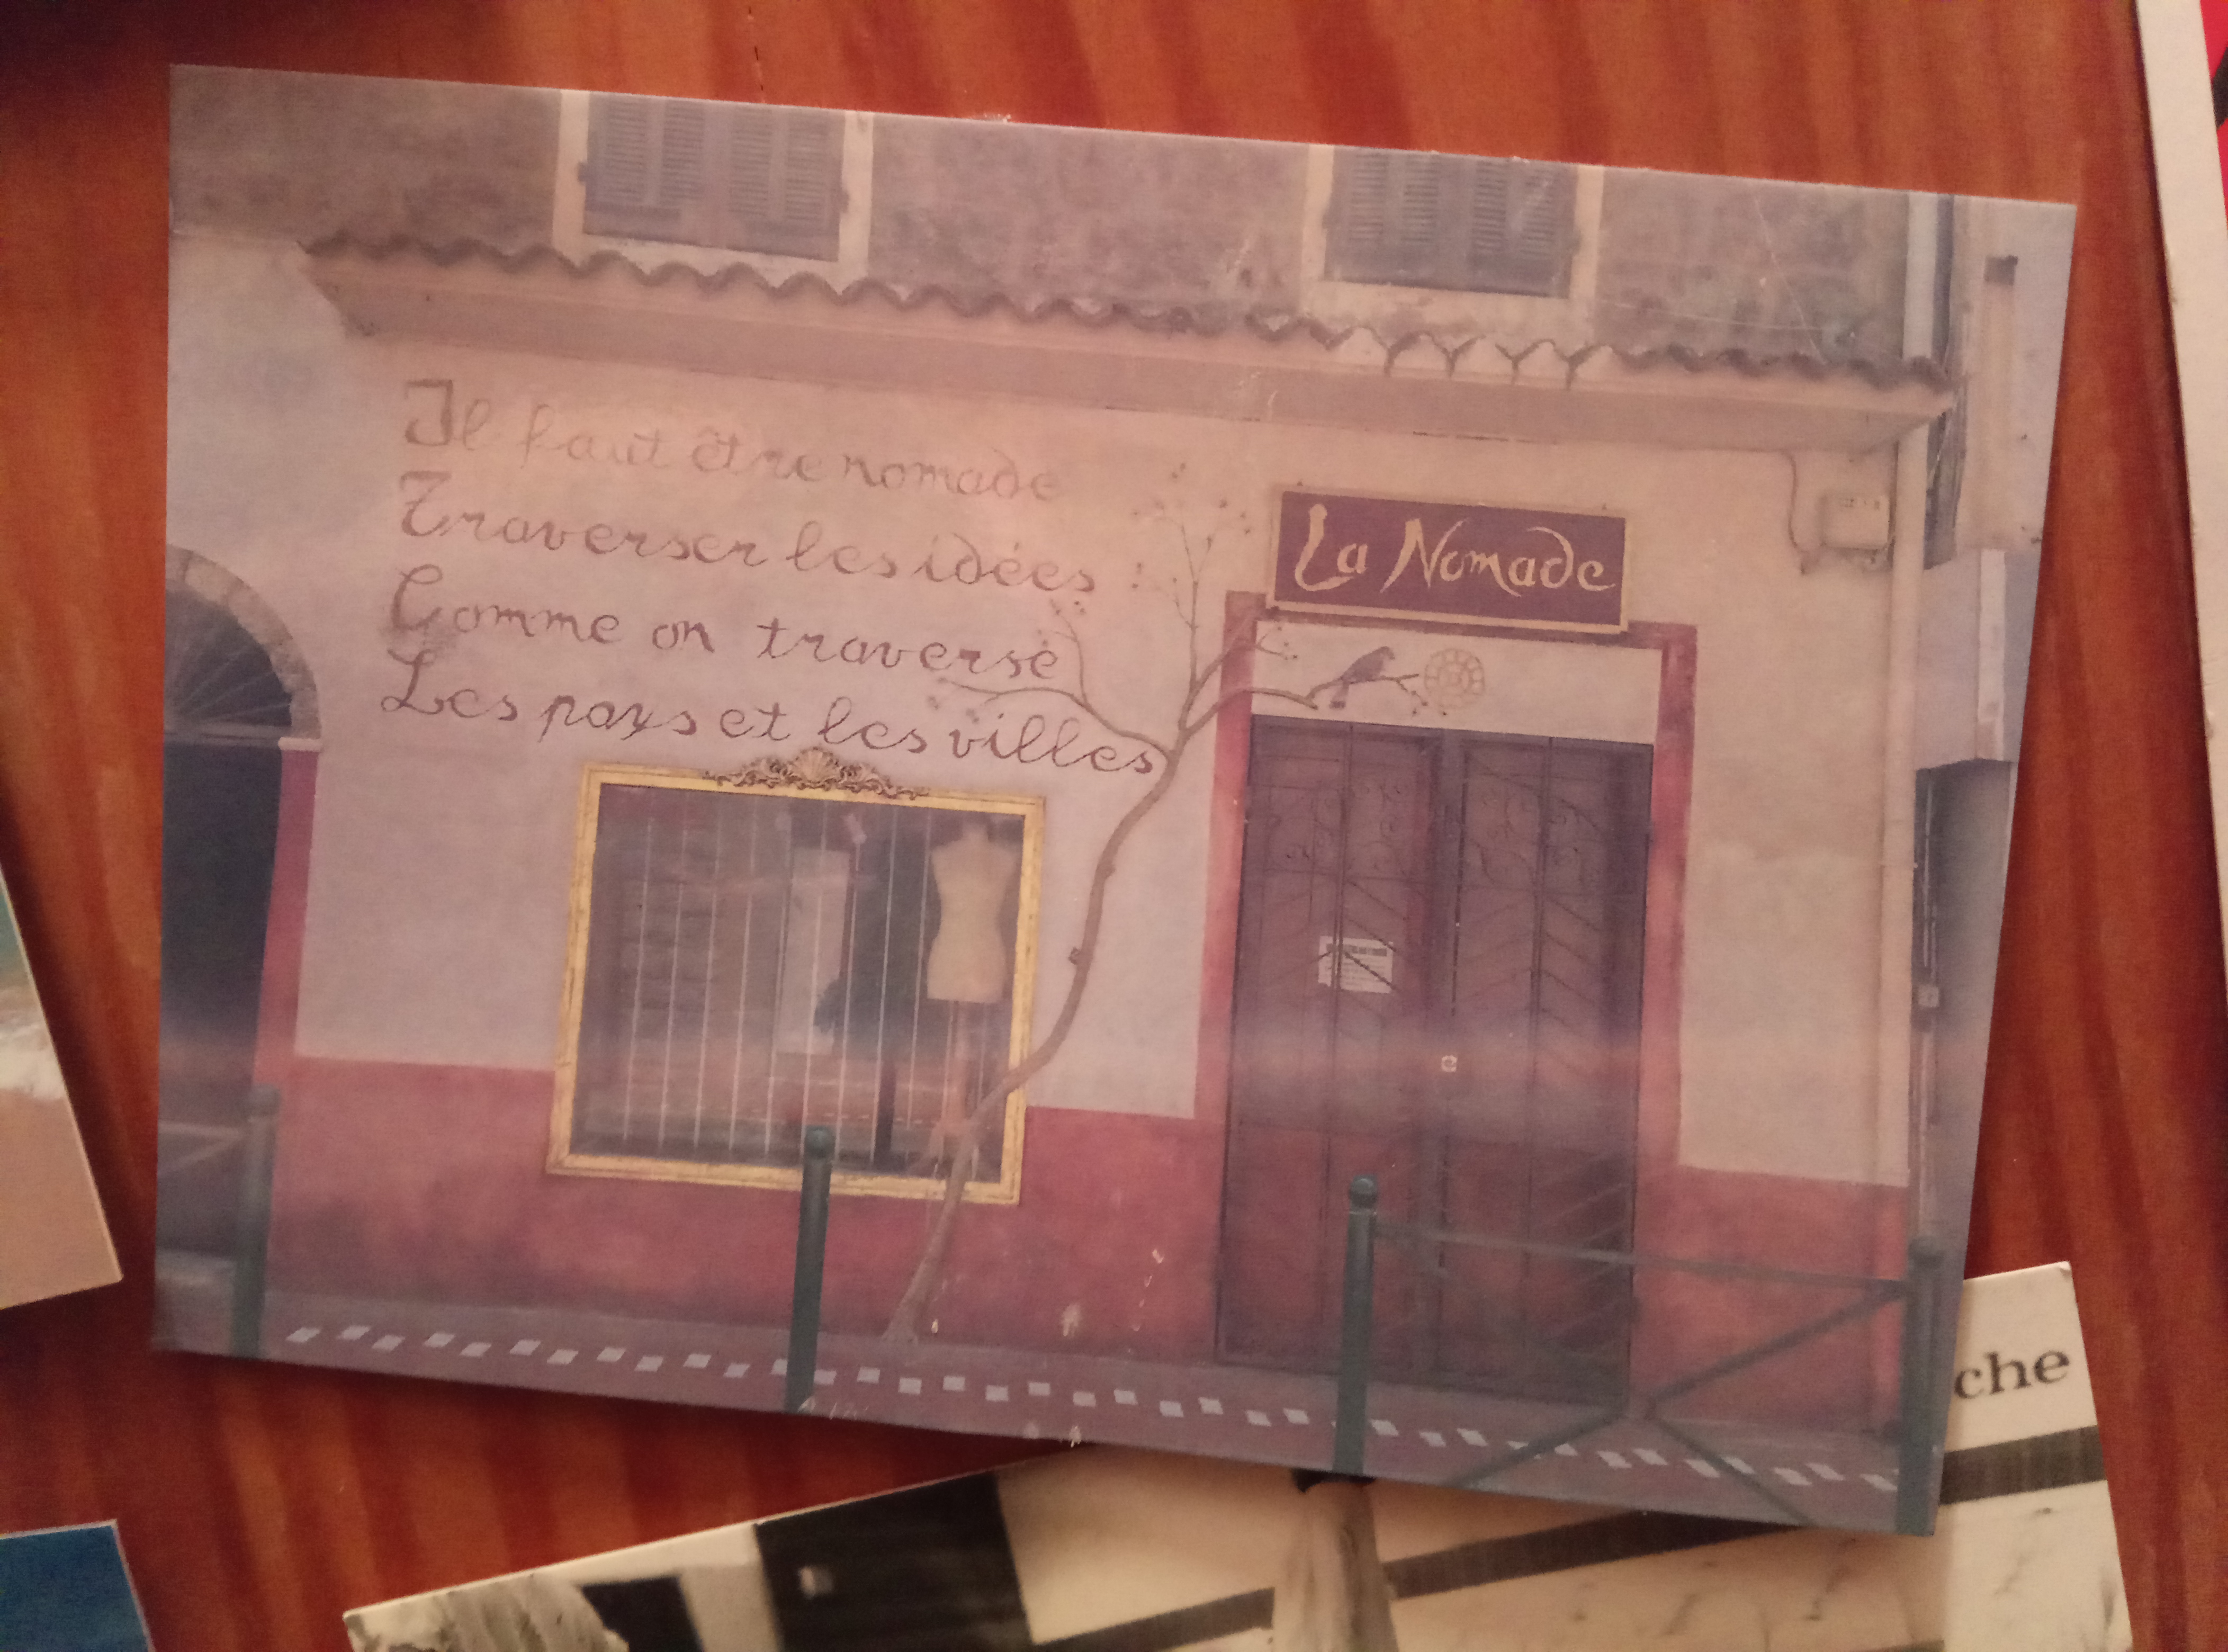 Il faut être nomade
Traverser les idées
Comme on traverse
Les pays et les villes
La Nomade
che